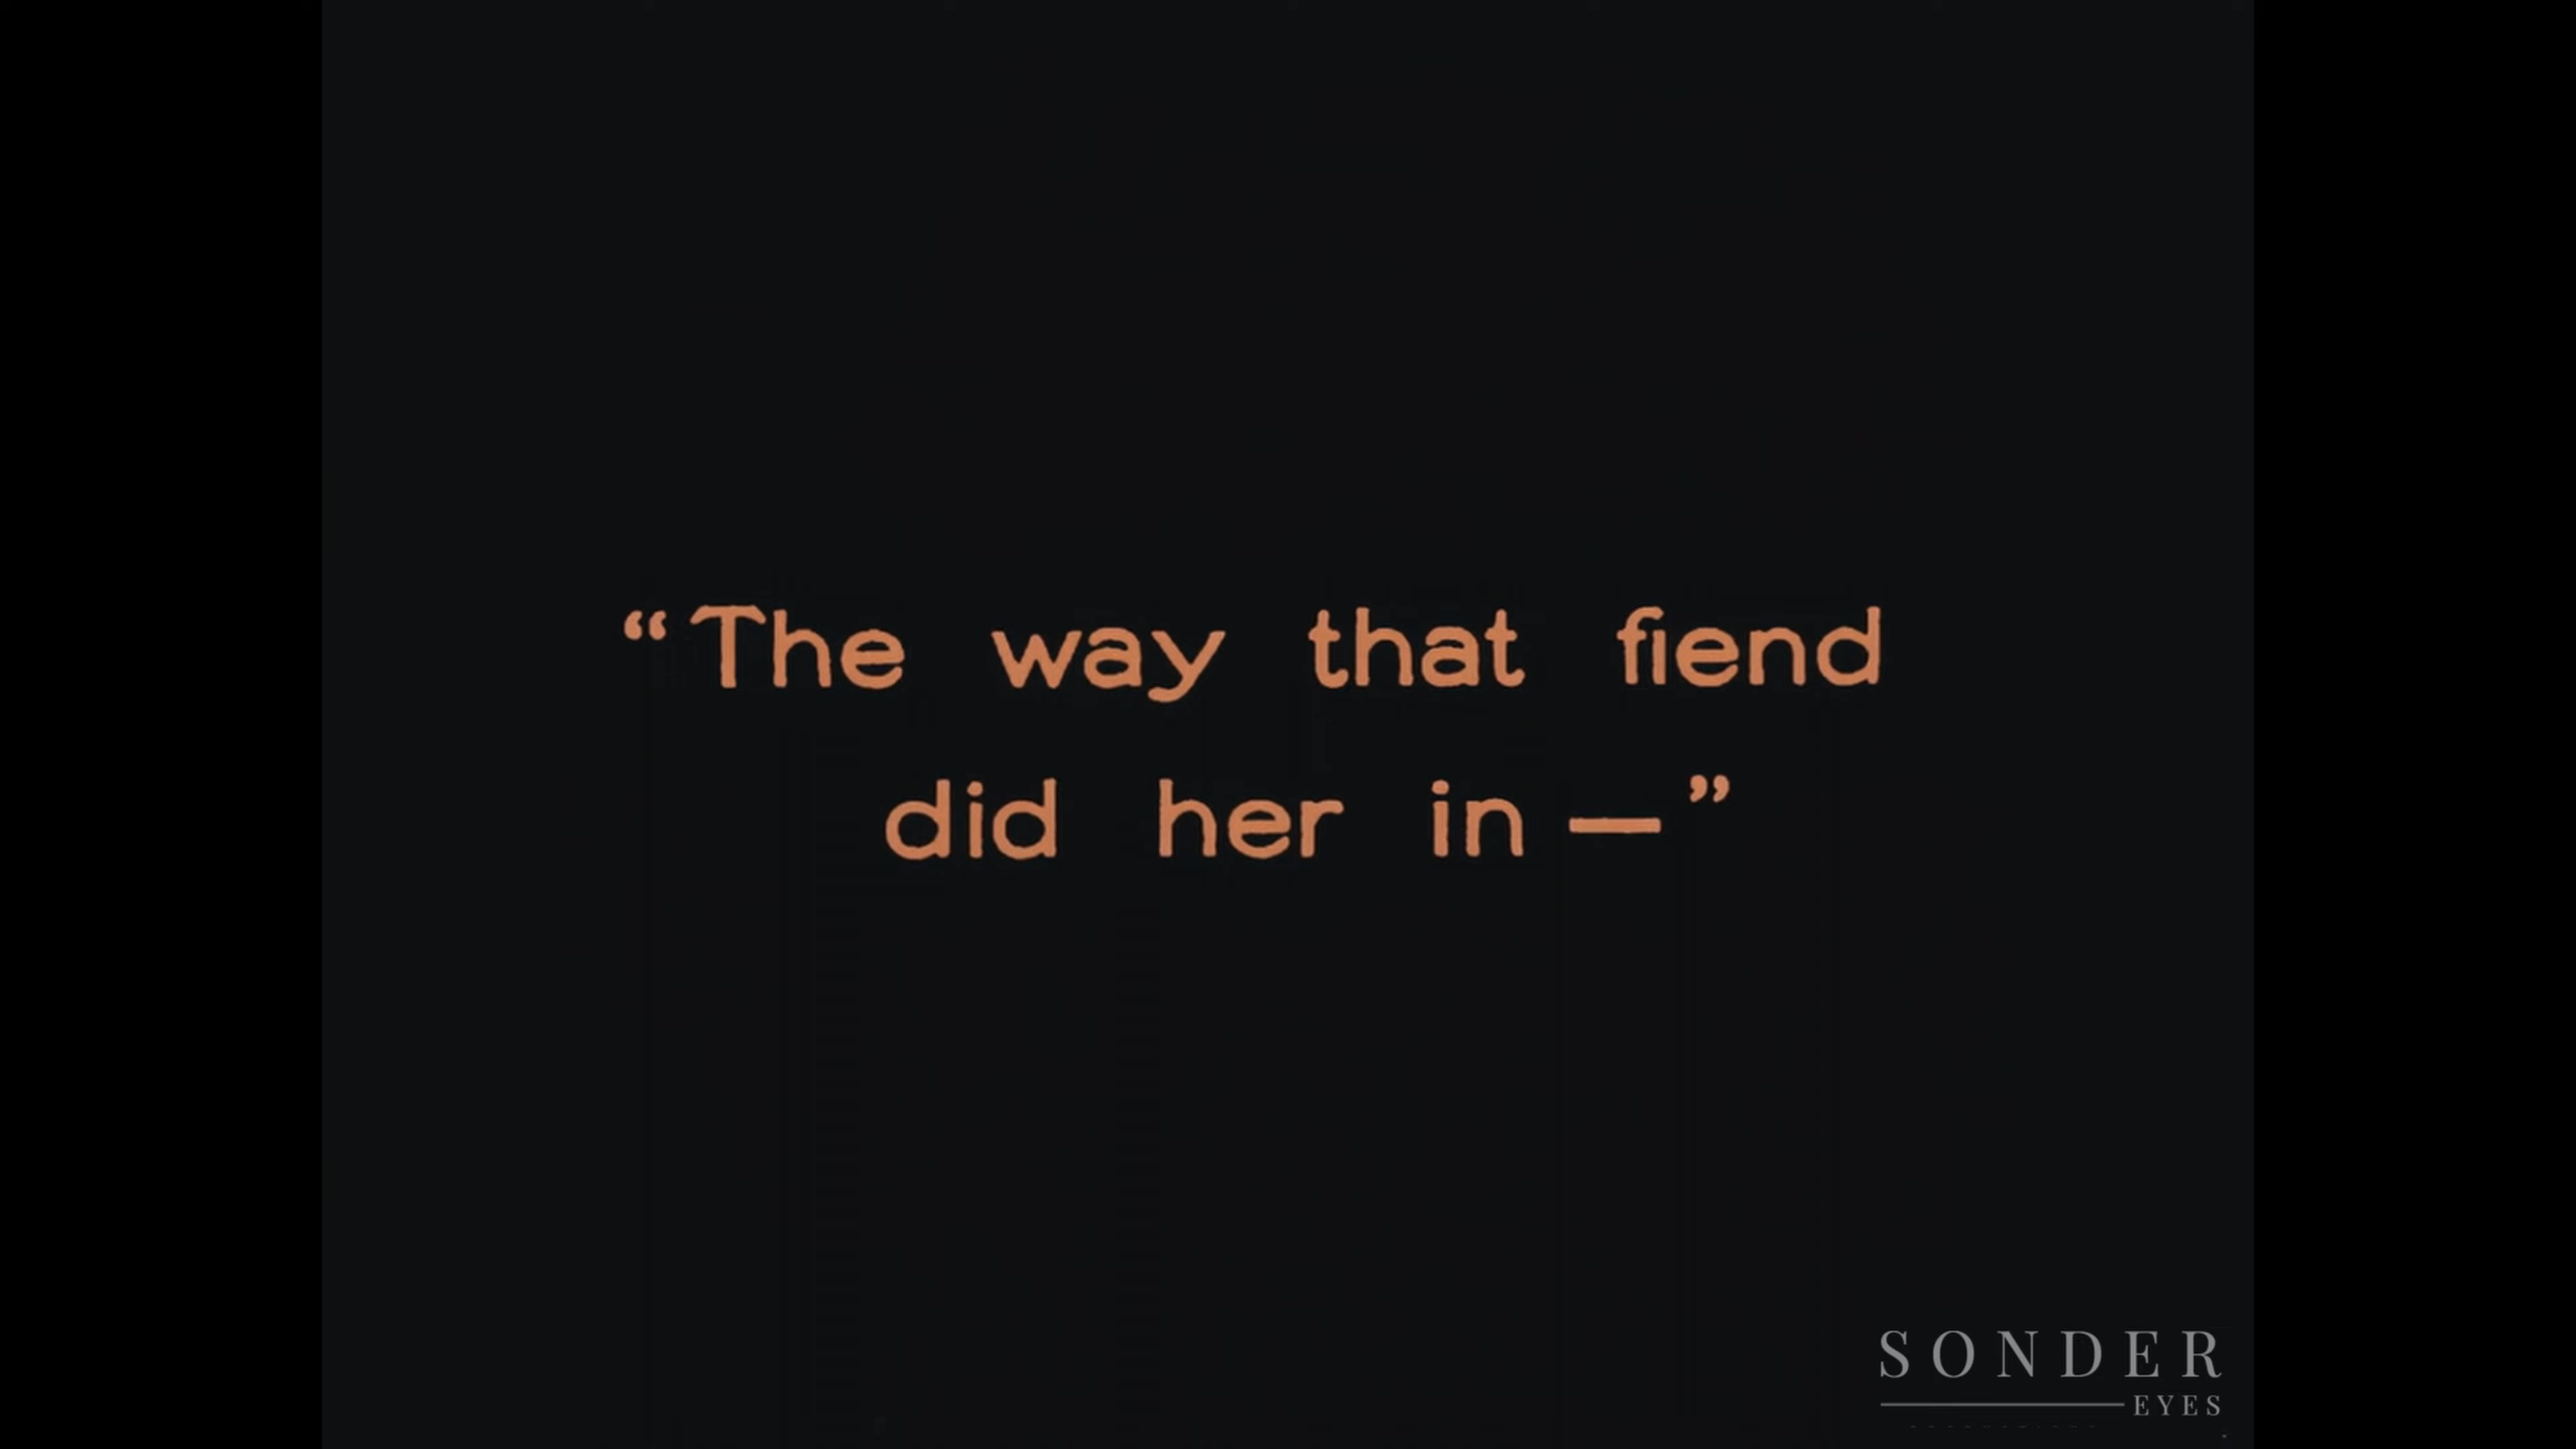 “The way that fiend
did her in—”
SONDER
EYES